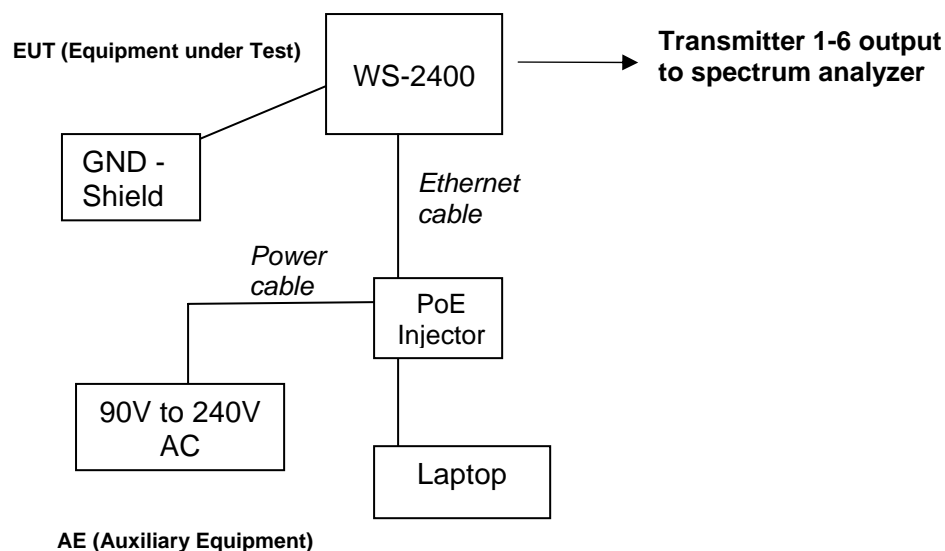 EUT (Equipment under Test)
WS-2400
Transmitter 1-6 output
to spectrum analyzer
GND -
Shield
Ethernet
cable
Power
cable
PoE
Injector
90V to 240V
AC
Laptop
AE (Auxiliary Equipment)